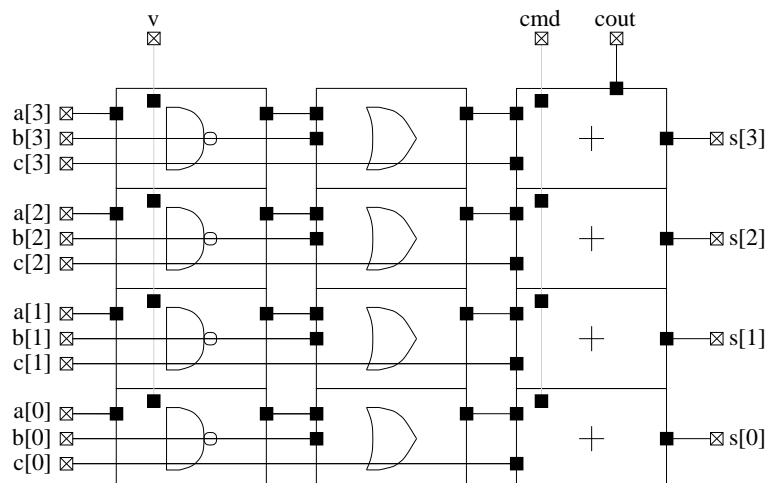 v cmd cout
a[3]
b[3] s[3]
c[3]
a[2]
b[2] s[2]
c[2]
a[1]
b[1] s[1]
c[1]
a[0]
b[0] s[0]
c[0]